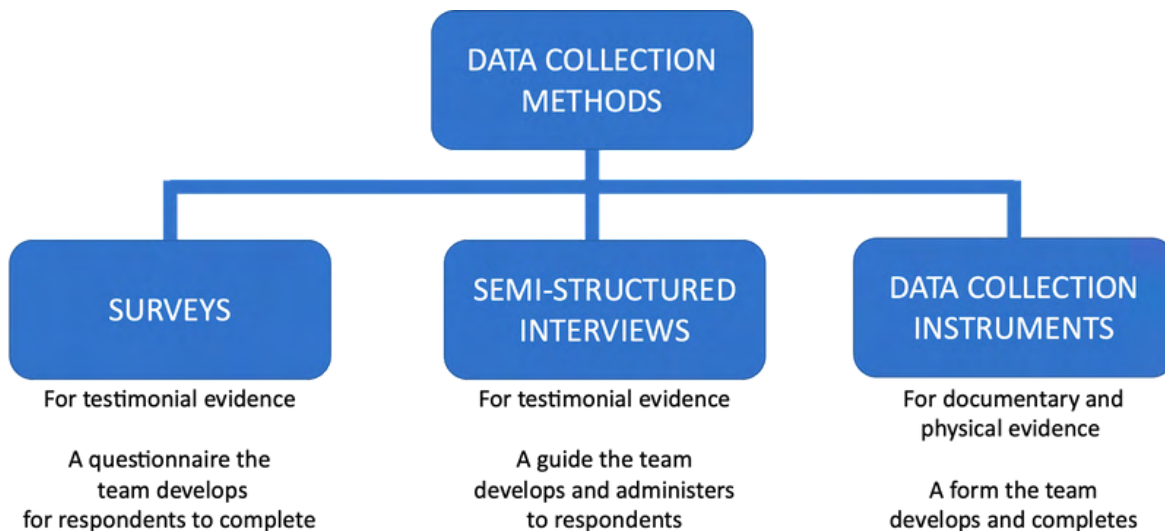 DATA COLLECTION
METHODS
SURVEYS
For testimonial evidence
A questionnaire the
team develops
for respondents to complete
SEMI-STRUCTURED
INTERVIEWS
For testimonial evidence
A guide the team
develops and administers
to respondents
DATA COLLECTION
INSTRUMENTS
For documentary and
physical evidence
A form the team
develops and completes